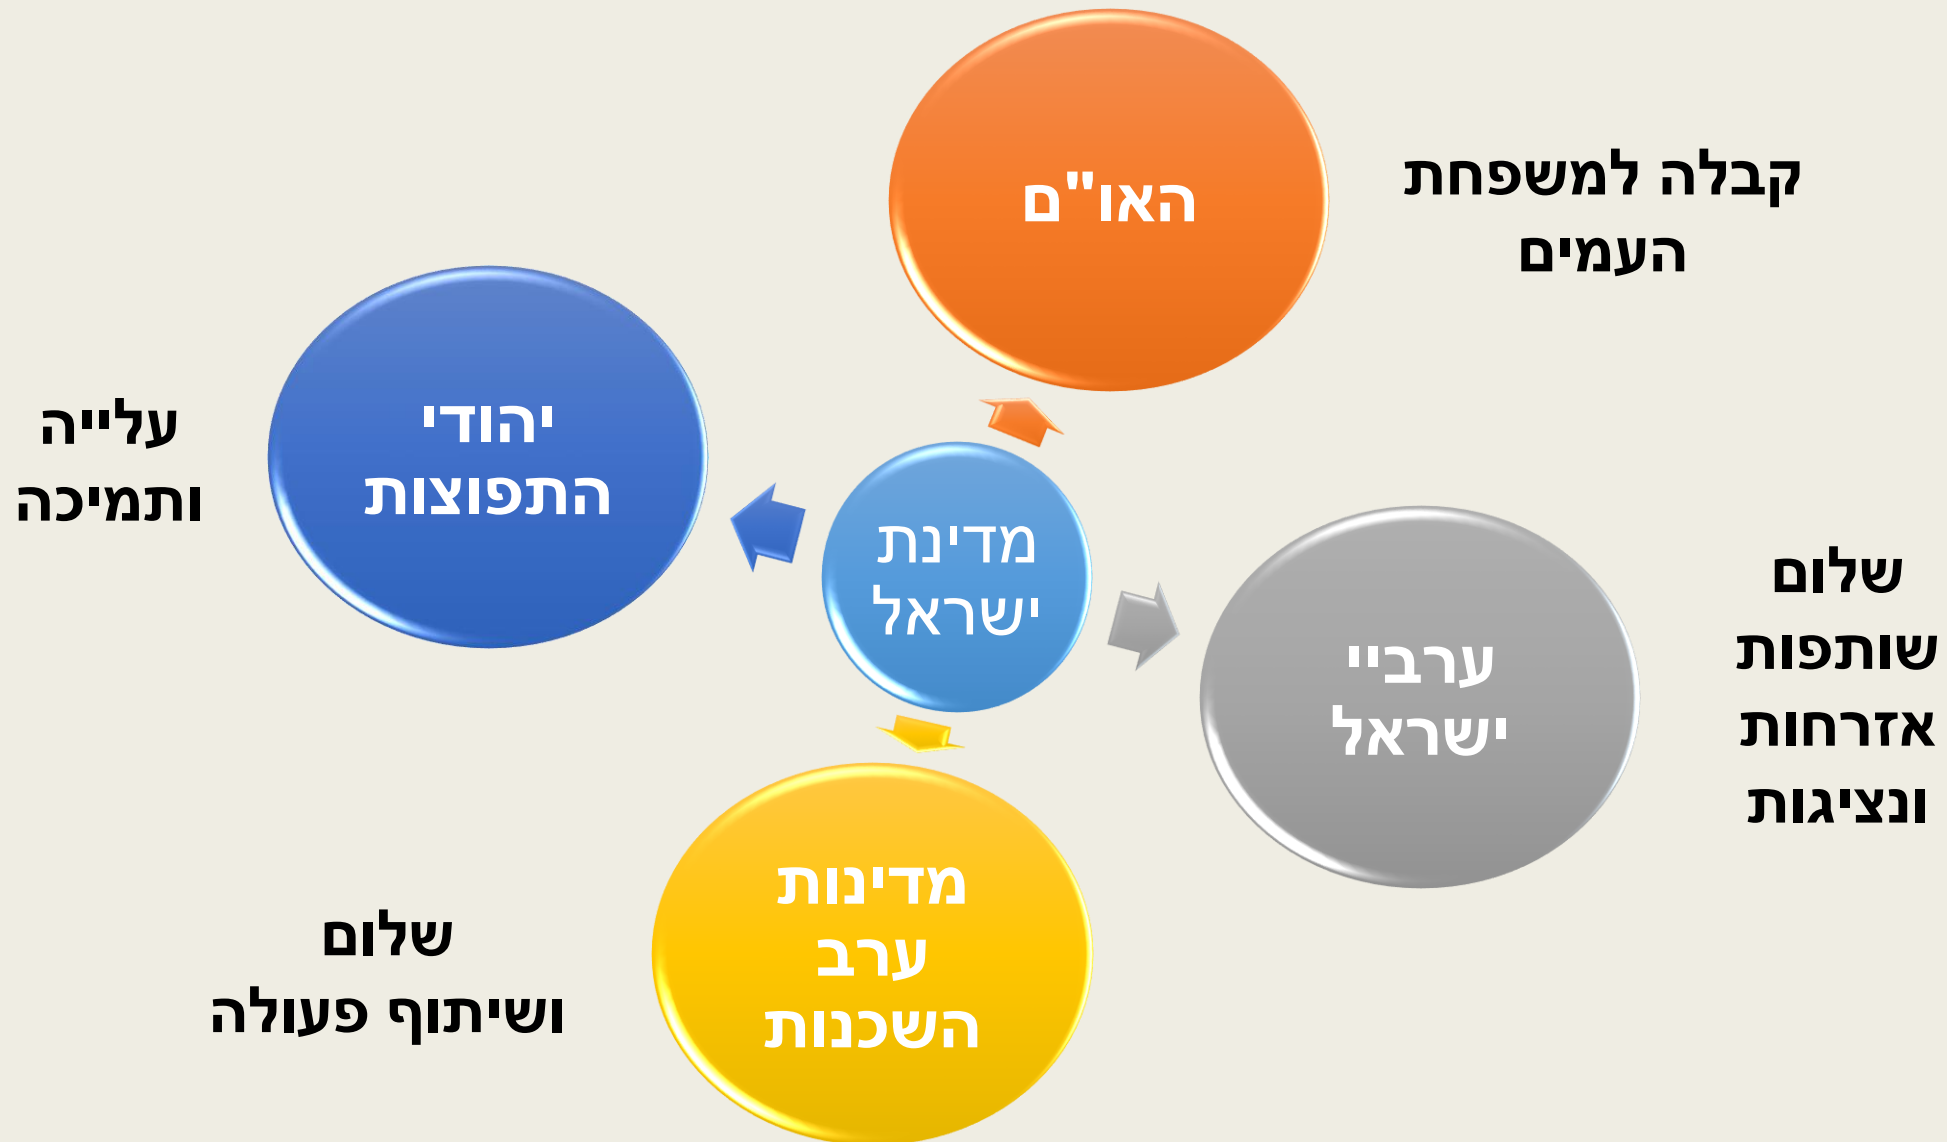 האו"ם
קבלה למשפחת
העמים
יהודי
התפוצות
עלייה
ותמיכה
מדינת
ישראל
ערביי
ישראל
שלום
שותפות
אזרחות
ונציגות
מדינות
ערב
השכנות
שלום
ושיתוף פעולה